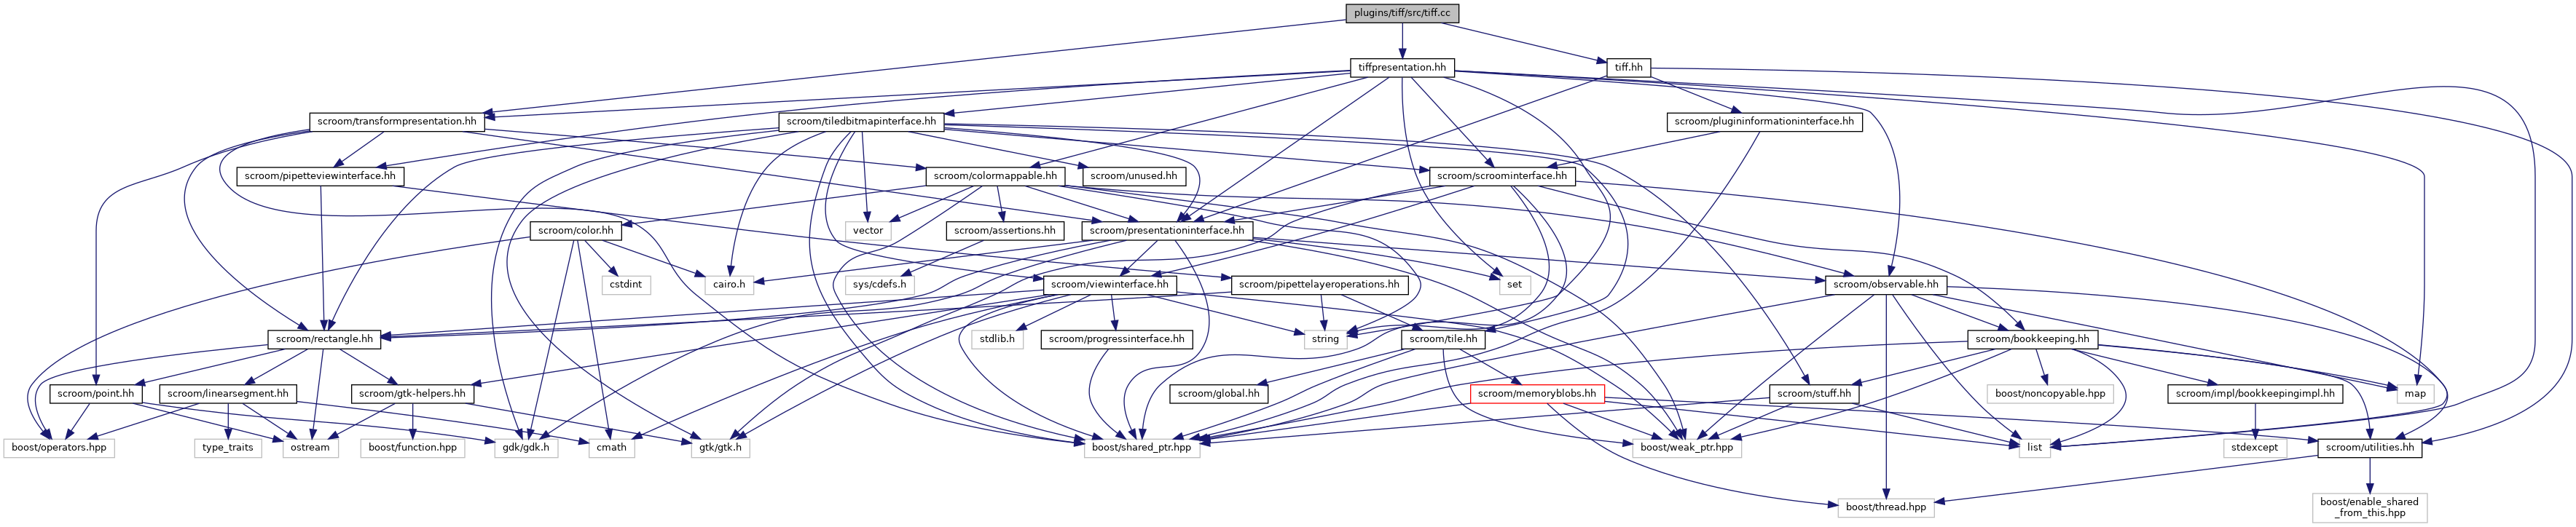 plugins/tiff/src/tiff.cc
tiffpresentation.hh
tiff.hh
scroom/transformpresentation.hh
scroom/tiledbitmapinterface.hh
scroom/plugininformationinterface.hh
scroom/pipetteviewinterface.hh
scroom/colormappable.hh
scroom/unused.hh
scroom/scroominterface.hh
scroom/color.hh
vector
scroom/assertions.hh
scroom/presentationinterface.hh
cstdint
cairo.h
sys/cdefs.h
scroom/viewinterface.hh
scroom/pipettelayeroperations.hh
set
scroom/observable.hh
scroom/rectangle.hh
stdlib.h
scroom/progressinterface.hh
string
scroom/tile.hh
scroom/bookkeeping.hh
scroom/point.hh
scroom/linearsegment.hh
scroom/gtk-helpers.hh
scroom/global.hh
scroom/memoryblobs.hh
scroom/stuff.hh
boost/noncopyable.hpp
scroom/impl/bookkeepingimpl.hh
map
boost/operators.hpp
type_traits
ostream
boost/function.hpp
gdk/gdk.h
cmath
gtk/gtk.h
boost/shared_ptr.hpp
boost/weak_ptr.hpp
list
stdexcept
scroom/utilities.hh
boost/thread.hpp
boost/enable_shared
_from_this.hpp